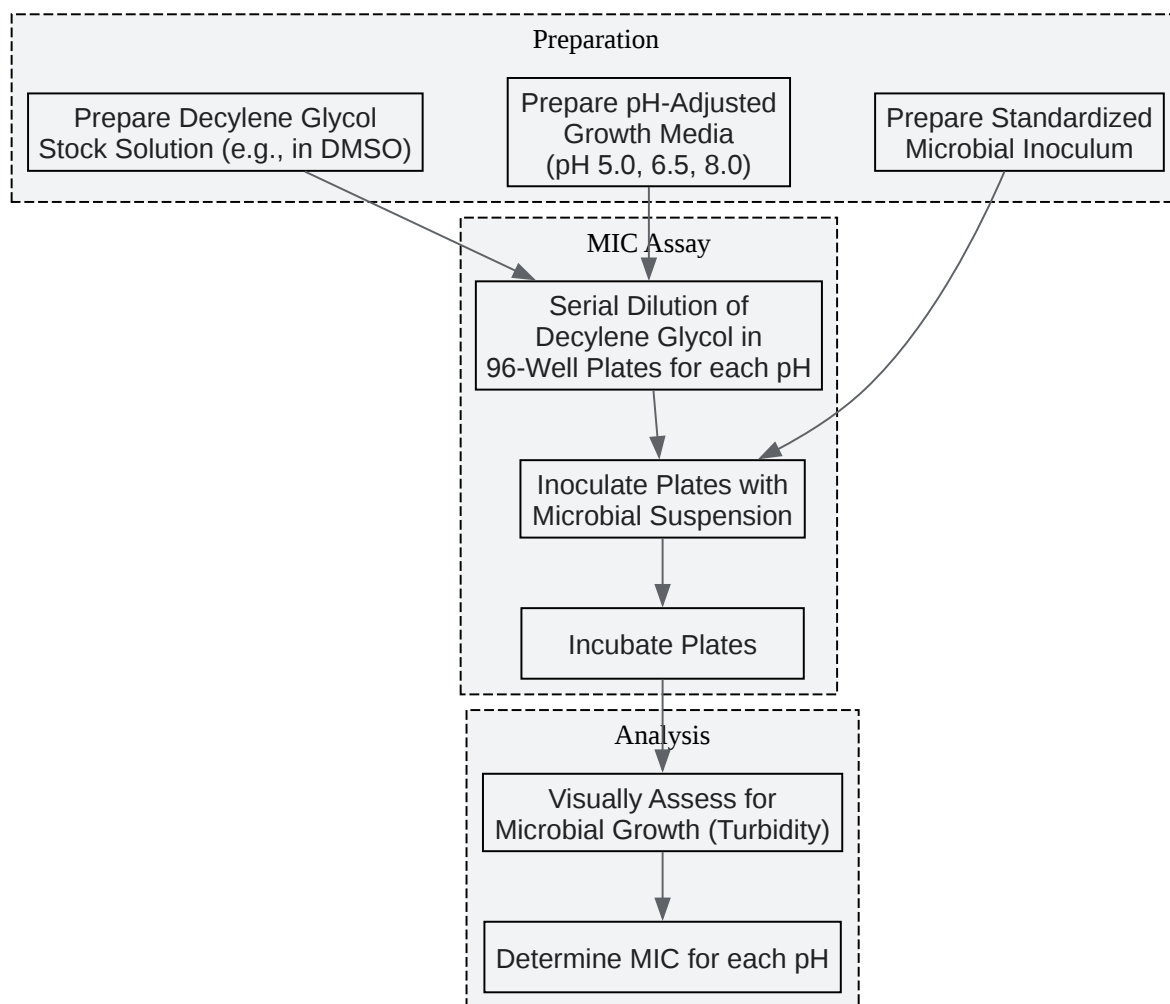 Preparation
Prepare Decylene Glycol
Stock Solution (e.g., in DMSO)
Prepare pH-Adjusted
Growth Media
(pH 5.0, 6.5, 8.0)
Prepare Standardized
Microbial Inoculum
MIC Assay
Serial Dilution of
Decylene Glycol in
96-Well Plates for each pH
Inoculate Plates with
Microbial Suspension
Incubate Plates
Analysis
Visually Assess for
Microbial Growth (Turbidity)
Determine MIC for each pH